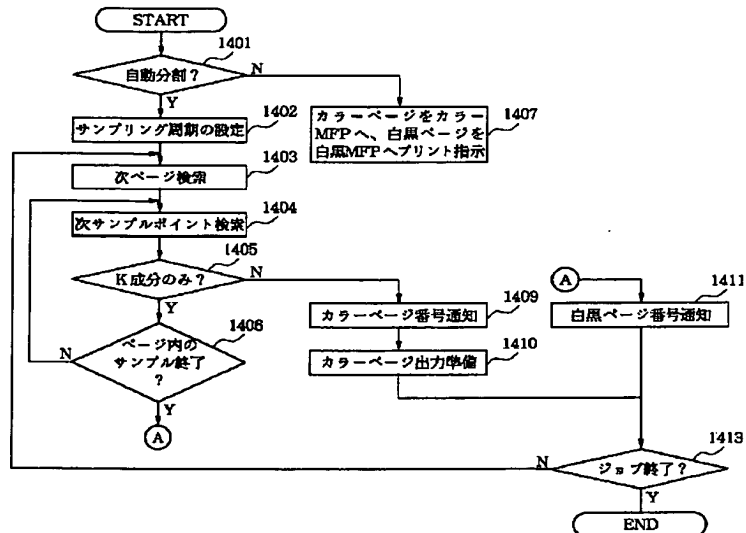 START
1401
自動分割？
N
Y
1402
サンプリング周期の設定
1407
カラーページをカラー
MFPへ、白黒ページを
白黒MFPへプリント指示
1403
次ページ検索
1404
次サンプルポイント検索
1405
K成分のみ？
N
Y
1409
カラーページ番号通知
A
1411
白黒ページ番号通知
1406
ページ内の
サンプル終了
？
N
Y
1410
カラーページ出力準備
A
1413
ジョブ終了？
N
Y
END